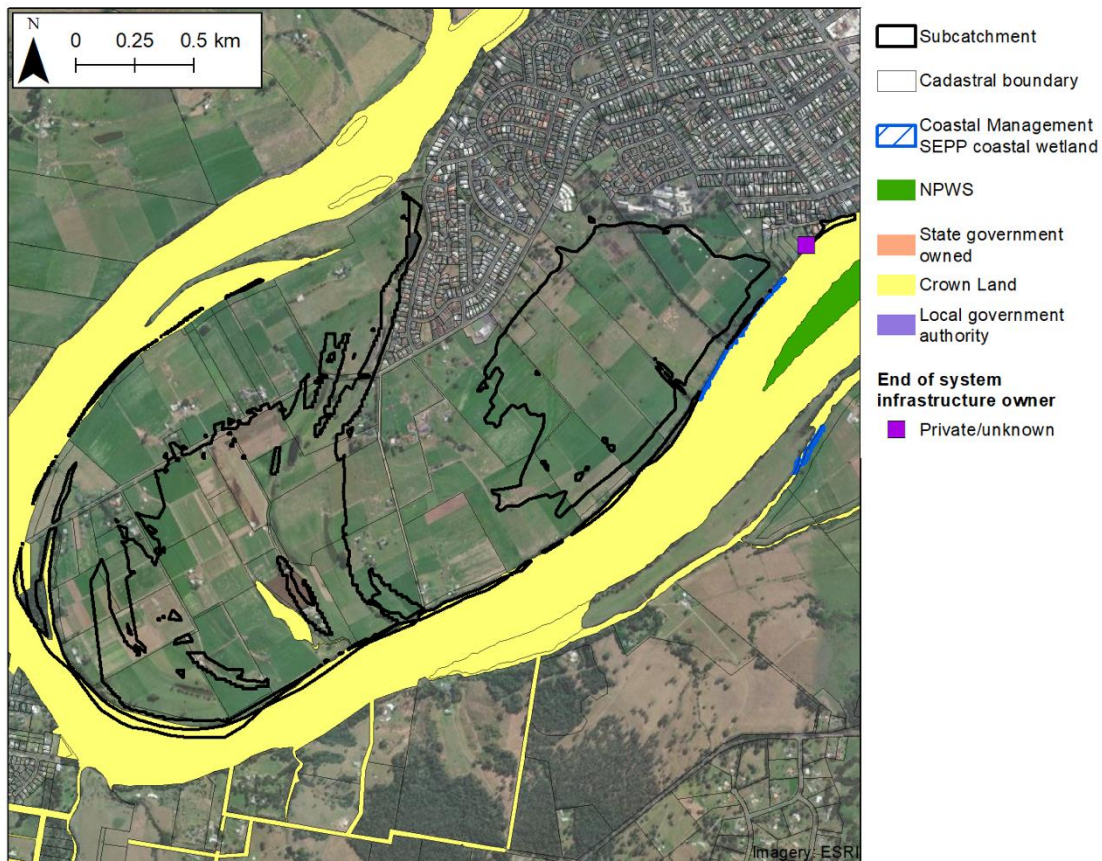 N
0 0.25 0.5 km
Subcatchment
Cadastral boundary
Coastal Management
SEPP coastal wetland
NPWS
State government
owned
Crown Land
Local government
authority
End of system
infrastructure owner
Private/unknown
Imagery: ESRI